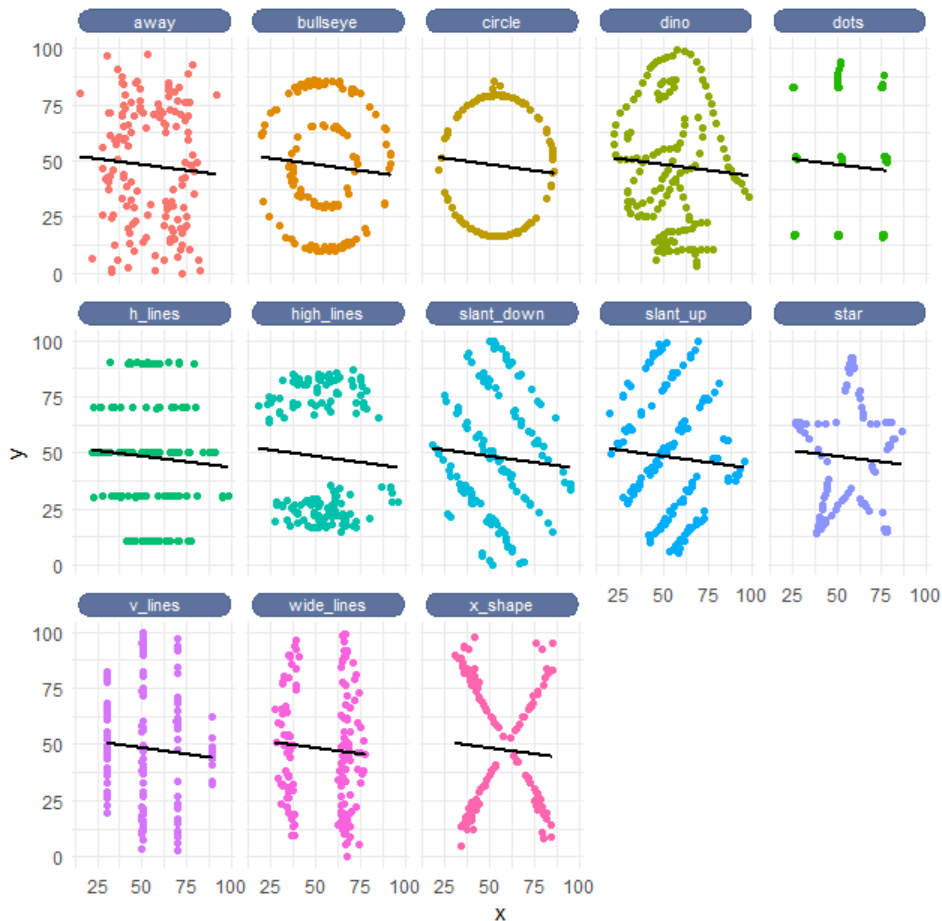 away bullseye circle dino dots
100
75
50
25
0
h_lines high_lines slant_down slant_up star
100
75
50
25
0
y
25 50 75 100 25 50 75 100
v_lines wide_lines x_shape
100
75
50
25
0
25 50 75 100 25 50 75 100 25 50 75 100
x